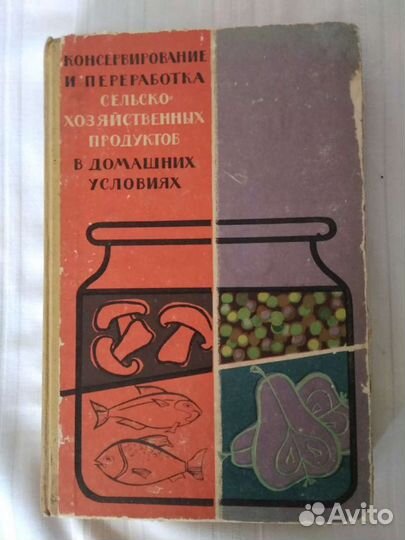 КОНСЕРВИРОВАНИЕ
И ПЕРЕРАБОТКА
СЕЛЬСКО-
ХОЗЯЙСТВЕННЫХ
ПРОДУКТОВ
В ДОМАШНИХ
УСЛОВИЯХ
Avito